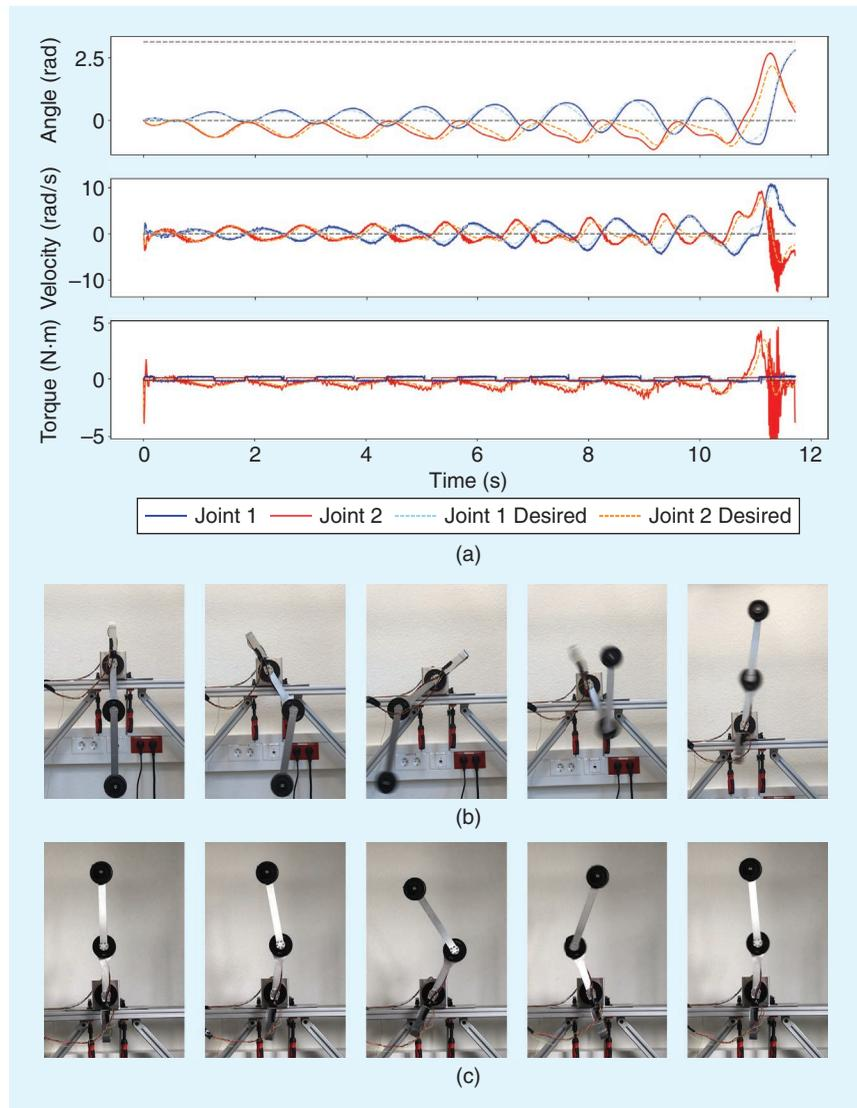 Angle (rad)
2.5
0
Velocity (rad/s)
10
0
−10
Torque (N·m)
5
0
−5
0 2 4 6 8 10 12
Time (s)
Joint 1 Joint 2 Joint 1 Desired Joint 2 Desired
(a)
(b)
(c)